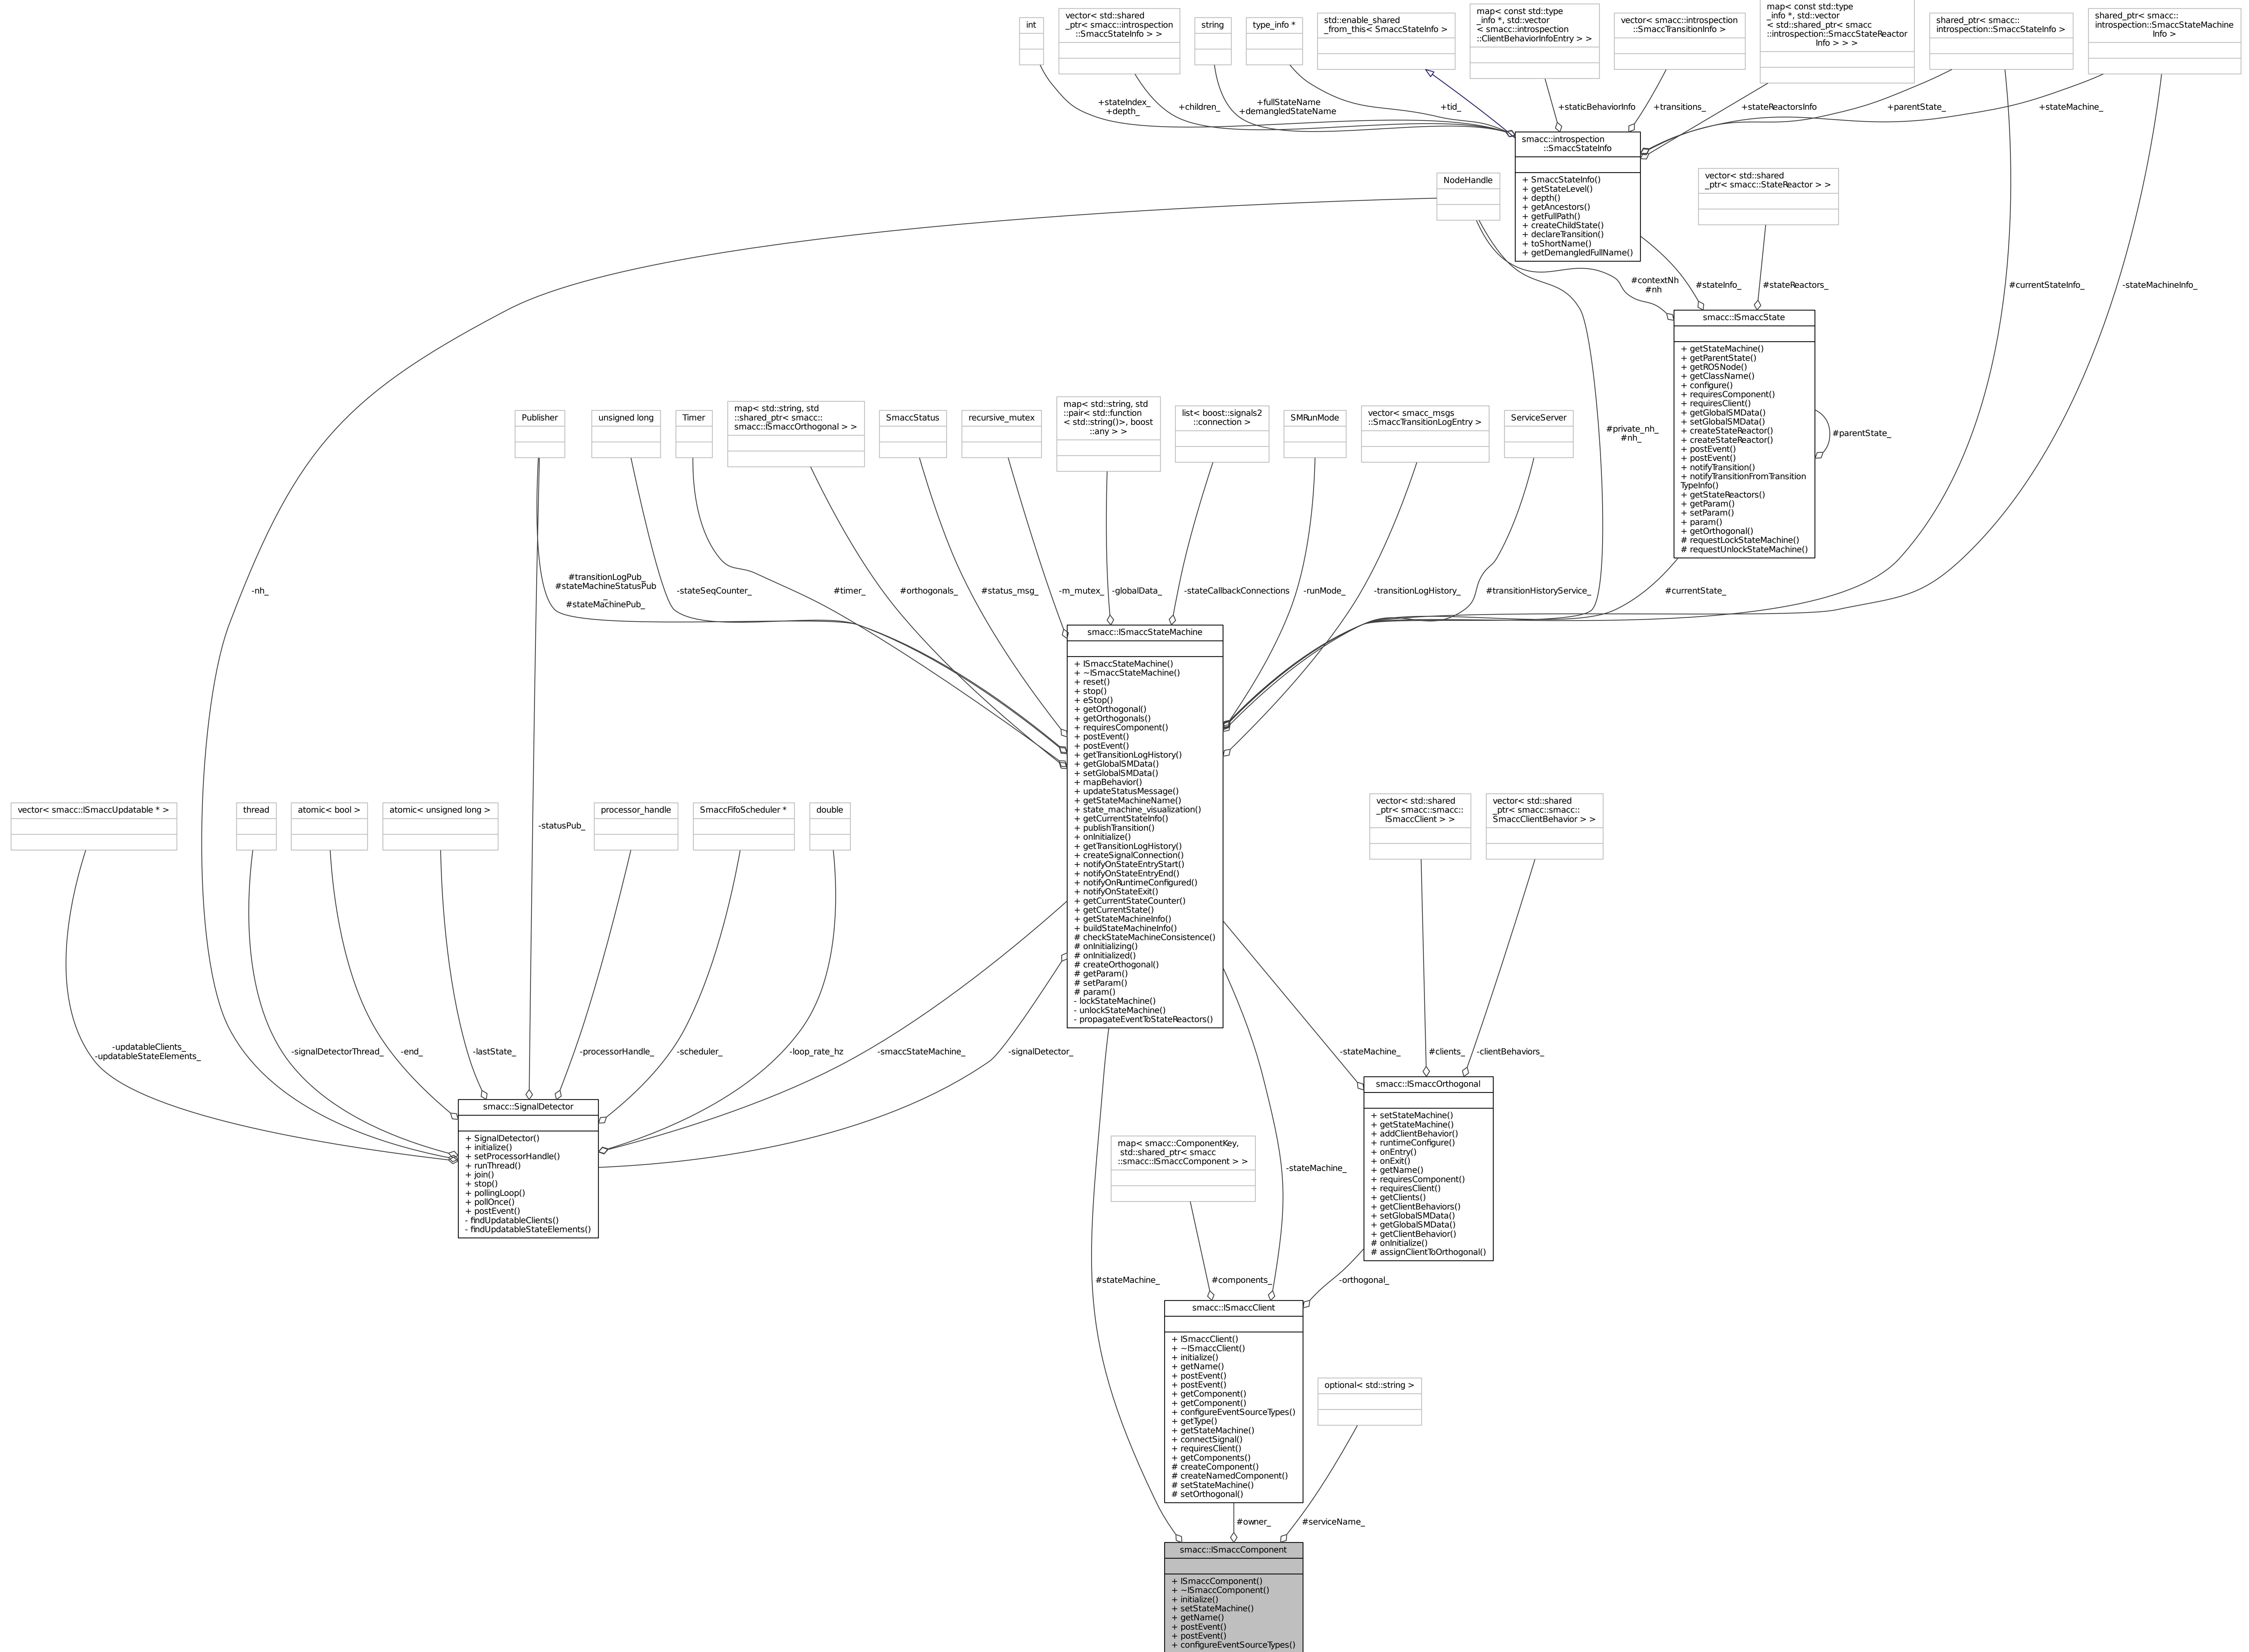 int
vector< std::shared
_ptr< smacc::introspection
::SmaccStateInfo > >
string
type_info *
std::enable_shared
_from_this< SmaccStateInfo >
map< const std::type
_info *, std::vector
< smacc::introspection
::ClientBehaviorInfoEntry > >
vector< smacc::introspection
::SmaccTransitionInfo >
map< const std::type
_info *, std::vector
< std::shared_ptr< smacc
::introspection::SmaccStateReactor
Info > > >
shared_ptr< smacc::
introspection::SmaccStateInfo >
shared_ptr< smacc::
introspection::SmaccStateMachine
Info >
+stateIndex_
+depth_
+children_
+fullStateName
+demangledStateName
+tid_
+staticBehaviorInfo
+transitions_
+stateReactorsInfo
+parentState_
+stateMachine_
smacc::introspection
::SmaccStateInfo
+ SmaccStateInfo()
+ getStateLevel()
+ depth()
+ getAncestors()
+ getFullPath()
+ createChildState()
+ declareTransition()
+ toShortName()
+ getDemangledFullName()
NodeHandle
vector< std::shared
_ptr< smacc::StateReactor > >
#contextNh
#nh
#stateInfo_
#stateReactors_
#currentStateInfo_
-stateMachineInfo_
smacc::ISmaccState
+ getStateMachine()
+ getParentState()
+ getROSNode()
+ getClassName()
+ configure()
+ requiresComponent()
+ requiresClient()
+ getGlobalSMData()
+ setGlobalSMData()
+ createStateReactor()
+ createStateReactor()
+ postEvent()
+ postEvent()
+ notifyTransition()
+ notifyTransitionFromTransition
TypeInfo()
+ getStateReactors()
+ getParam()
+ setParam()
+ param()
+ getOrthogonal()
# requestLockStateMachine()
# requestUnlockStateMachine()
#parentState_
Publisher
unsigned long
Timer
map< std::string, std
::shared_ptr< smacc::
smacc::ISmaccOrthogonal > >
SmaccStatus
recursive_mutex
map< std::string, std
::pair< std::function
< std::string()>, boost
::any > >
list< boost::signals2
::connection >
SMRunMode
vector< smacc_msgs
::SmaccTransitionLogEntry >
ServiceServer
#private_nh_
#nh_
-nh_
#transitionLogPub_
#stateMachineStatusPub
_
#stateMachinePub_
-stateSeqCounter_
#timer_
#orthogonals_
#status_msg_
-m_mutex_
-globalData_
-stateCallbackConnections
-runMode_
-transitionLogHistory_
#transitionHistoryService_
#currentState_
smacc::ISmaccStateMachine
+ ISmaccStateMachine()
+ ~ISmaccStateMachine()
+ reset()
+ stop()
+ eStop()
+ getOrthogonal()
+ getOrthogonals()
+ requiresComponent()
+ postEvent()
+ postEvent()
+ getTransitionLogHistory()
+ getGlobalSMData()
+ setGlobalSMData()
+ mapBehavior()
+ updateStatusMessage()
+ getStateMachineName()
+ state_machine_visualization()
+ getCurrentStateInfo()
+ publishTransition()
+ onInitialize()
+ getTransitionLogHistory()
+ createSignalConnection()
+ notifyOnStateEntryStart()
+ notifyOnStateEntryEnd()
+ notifyOnRuntimeConfigured()
+ notifyOnStateExit()
+ getCurrentStateCounter()
+ getCurrentState()
+ getStateMachineInfo()
+ buildStateMachineInfo()
# checkStateMachineConsistence()
# onInitializing()
# onInitialized()
# createOrthogonal()
# getParam()
# setParam()
# param()
- lockStateMachine()
- unlockStateMachine()
- propagateEventToStateReactors()
vector< smacc::ISmaccUpdatable * >
thread
atomic< bool >
atomic< unsigned long >
-statusPub_
processor_handle
SmaccFifoScheduler *
double
vector< std::shared
_ptr< smacc::smacc::
ISmaccClient > >
vector< std::shared
_ptr< smacc::smacc::
SmaccClientBehavior > >
-updatableClients_
-updatableStateElements_
-signalDetectorThread_
-end_
-lastState_
-processorHandle_
-scheduler_
-loop_rate_hz
-smaccStateMachine_
-signalDetector_
-stateMachine_
#clients_
-clientBehaviors_
smacc::SignalDetector
+ SignalDetector()
+ initialize()
+ setProcessorHandle()
+ runThread()
+ join()
+ stop()
+ pollingLoop()
+ pollOnce()
+ postEvent()
- findUpdatableClients()
- findUpdatableStateElements()
smacc::ISmaccOrthogonal
+ setStateMachine()
+ getStateMachine()
+ addClientBehavior()
+ runtimeConfigure()
+ onEntry()
+ onExit()
+ getName()
+ requiresComponent()
+ requiresClient()
+ getClients()
+ getClientBehaviors()
+ setGlobalSMData()
+ getGlobalSMData()
+ getClientBehavior()
# onInitialize()
# assignClientToOrthogonal()
map< smacc::ComponentKey,
std::shared_ptr< smacc
::smacc::ISmaccComponent > >
-stateMachine_
#stateMachine_
#components_
-orthogonal_
smacc::ISmaccClient
+ ISmaccClient()
+ ~ISmaccClient()
+ initialize()
+ getName()
+ postEvent()
+ postEvent()
+ getComponent()
+ getComponent()
+ configureEventSourceTypes()
+ getType()
+ getStateMachine()
+ connectSignal()
+ requiresClient()
+ getComponents()
# createComponent()
# createNamedComponent()
# setStateMachine()
# setOrthogonal()
optional< std::string >
#owner_
#serviceName_
smacc::ISmaccComponent
+ ISmaccComponent()
+ ~ISmaccComponent()
+ initialize()
+ setStateMachine()
+ getName()
+ postEvent()
+ postEvent()
+ configureEventSourceTypes()